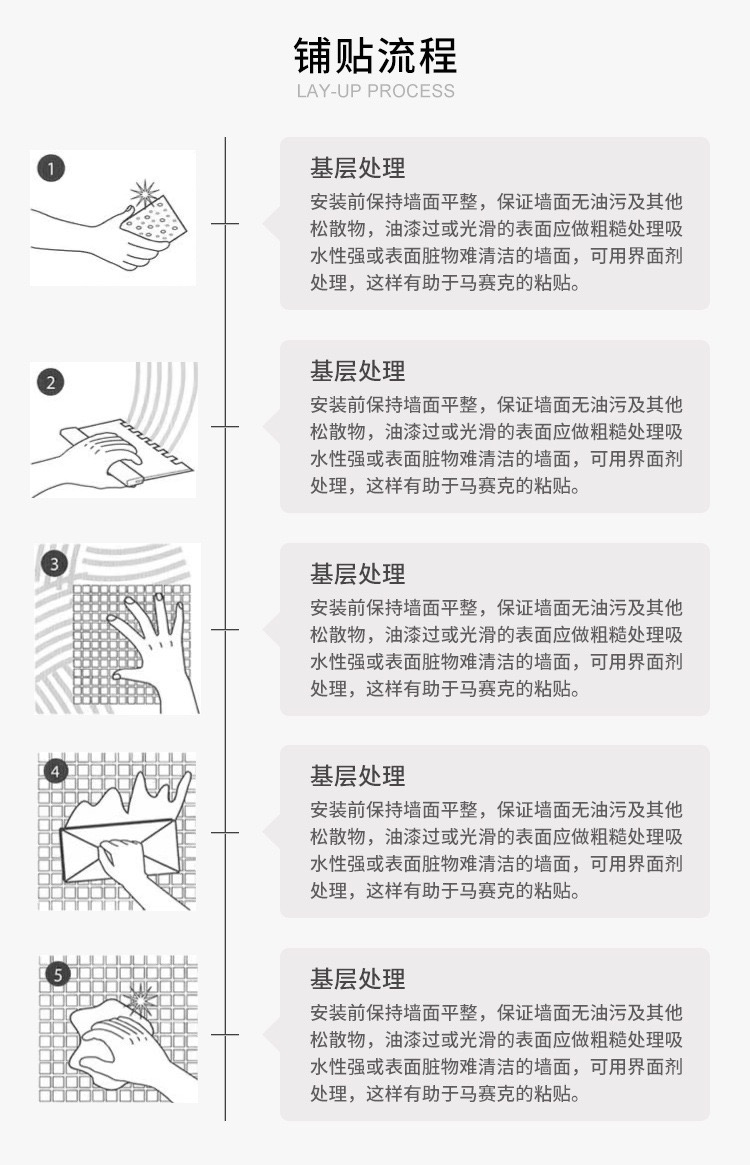 铺贴流程
LAY-UP PROCESS
1
基层处理
安装前保持墙面平整，保证墙面无油污及其他
松散物，油漆过或光滑的表面应做粗糙处理吸
水性强或表面脏物难清洁的墙面，可用界面剂
处理，这样有助于马赛克的粘贴。
2
基层处理
安装前保持墙面平整，保证墙面无油污及其他
松散物，油漆过或光滑的表面应做粗糙处理吸
水性强或表面脏物难清洁的墙面，可用界面剂
处理，这样有助于马赛克的粘贴。
3
基层处理
安装前保持墙面平整，保证墙面无油污及其他
松散物，油漆过或光滑的表面应做粗糙处理吸
水性强或表面脏物难清洁的墙面，可用界面剂
处理，这样有助于马赛克的粘贴。
4
基层处理
安装前保持墙面平整，保证墙面无油污及其他
松散物，油漆过或光滑的表面应做粗糙处理吸
水性强或表面脏物难清洁的墙面，可用界面剂
处理，这样有助于马赛克的粘贴。
5
基层处理
安装前保持墙面平整，保证墙面无油污及其他
松散物，油漆过或光滑的表面应做粗糙处理吸
水性强或表面脏物难清洁的墙面，可用界面剂
处理，这样有助于马赛克的粘贴。